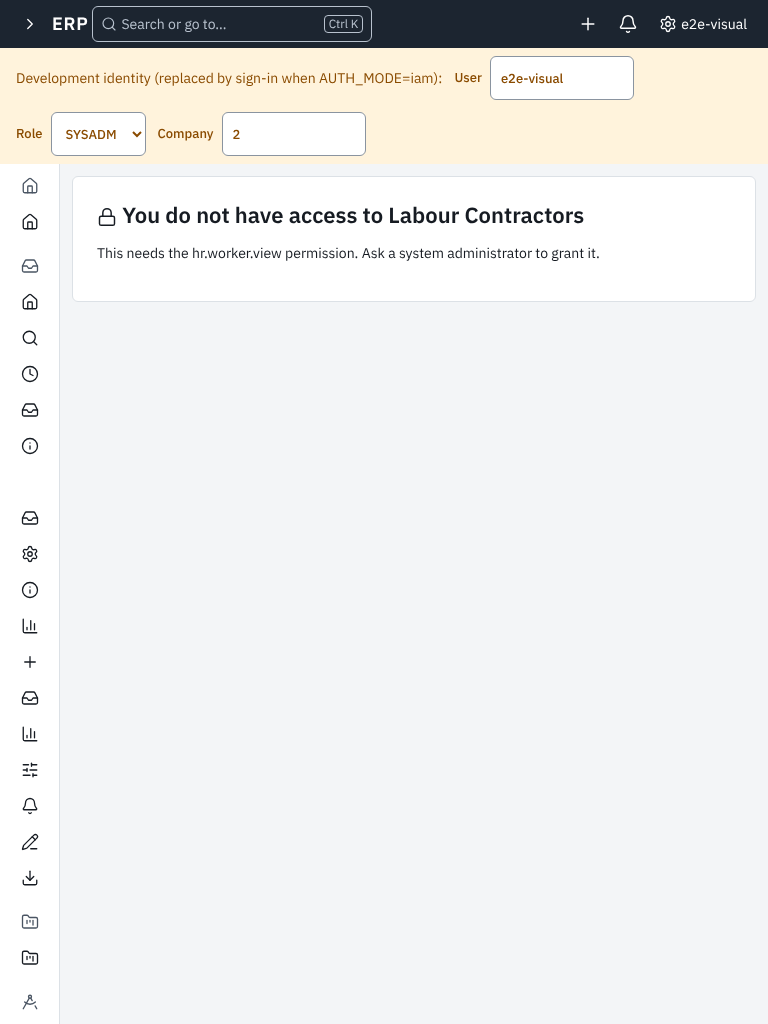 ERP Search or go to... Ctrl K e2e-visual
Development identity (replaced by sign-in when AUTH_MODE=iam): User e2e-visual
Role SYSADM Company 2
You do not have access to Labour Contractors
This needs the hr.worker.view permission. Ask a system administrator to grant it.